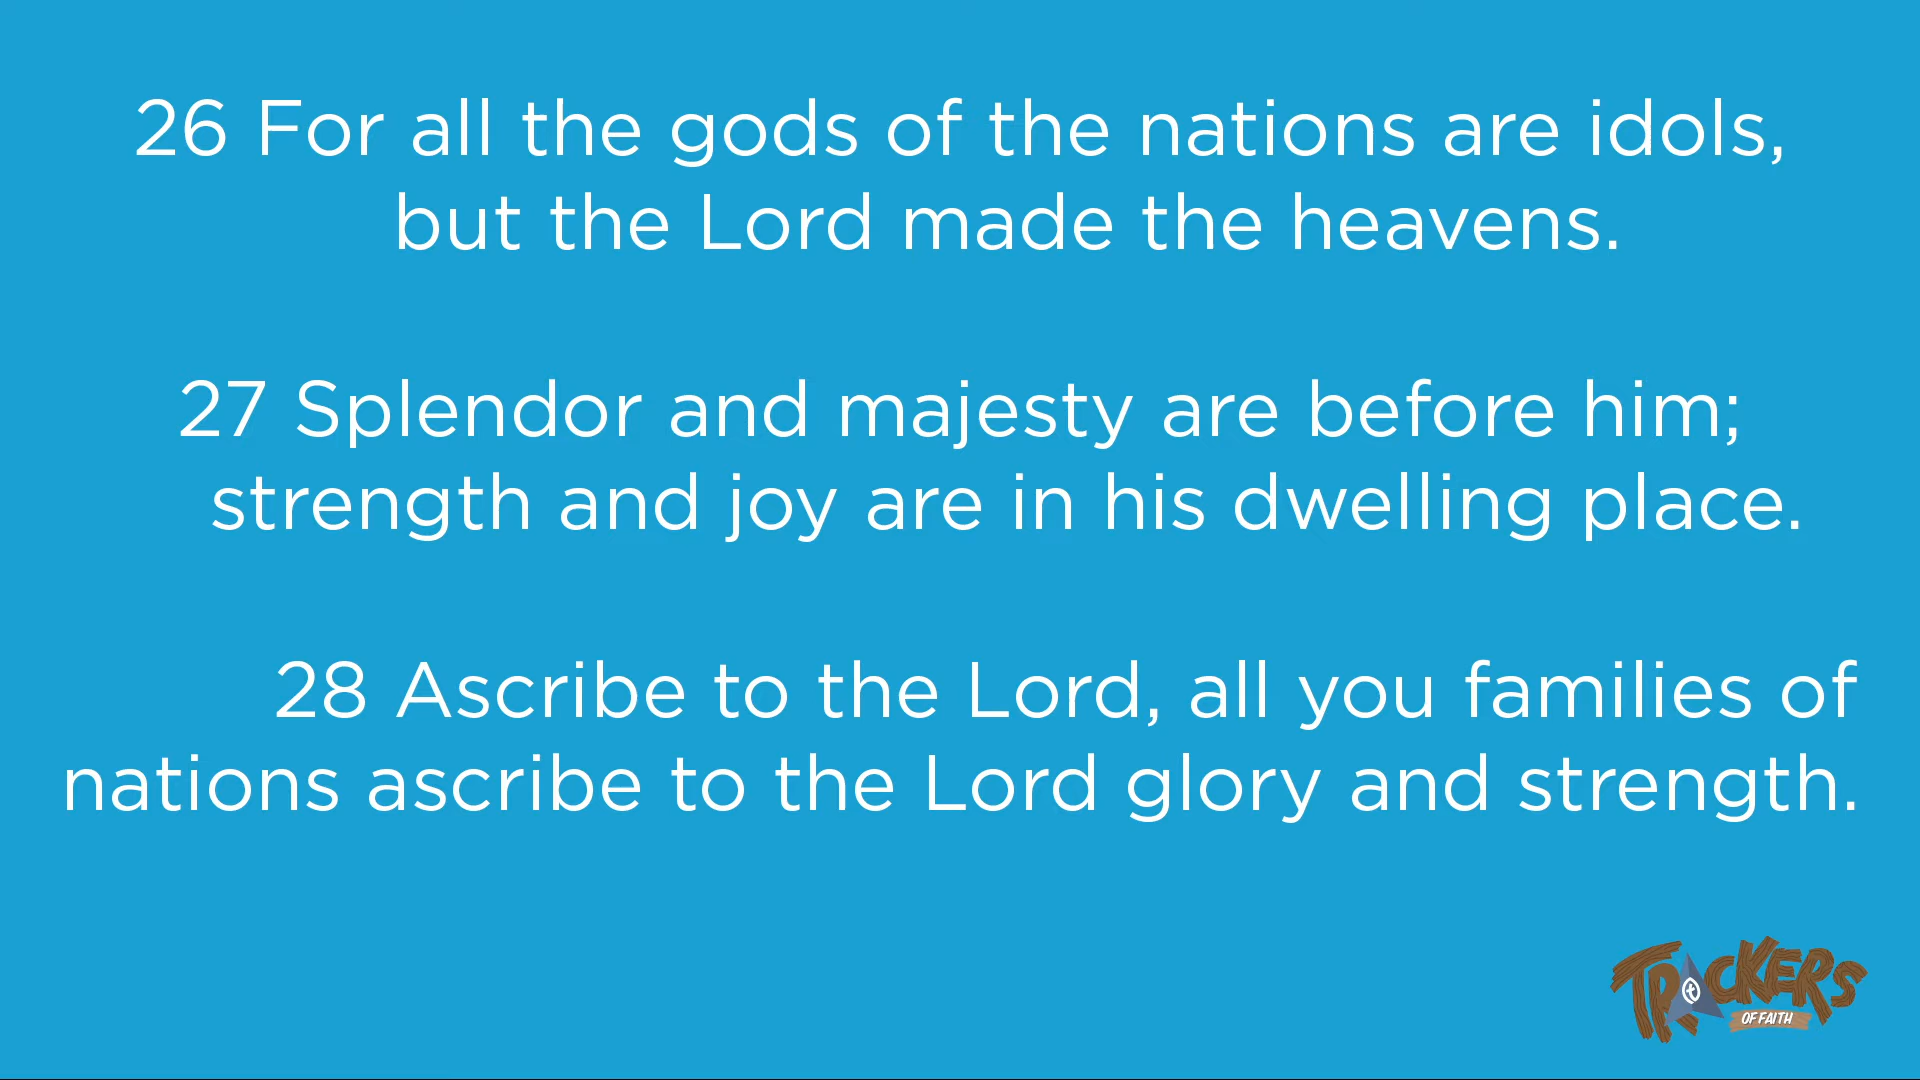 26 For all the gods of the nations are idols,
but the Lord made the heavens.
27 Splendor and majesty are before him;
strength and joy are in his dwelling place.
28 Ascribe to the Lord, all you families of
nations ascribe to the Lord glory and strength.
TRACKERS
OF FAITH